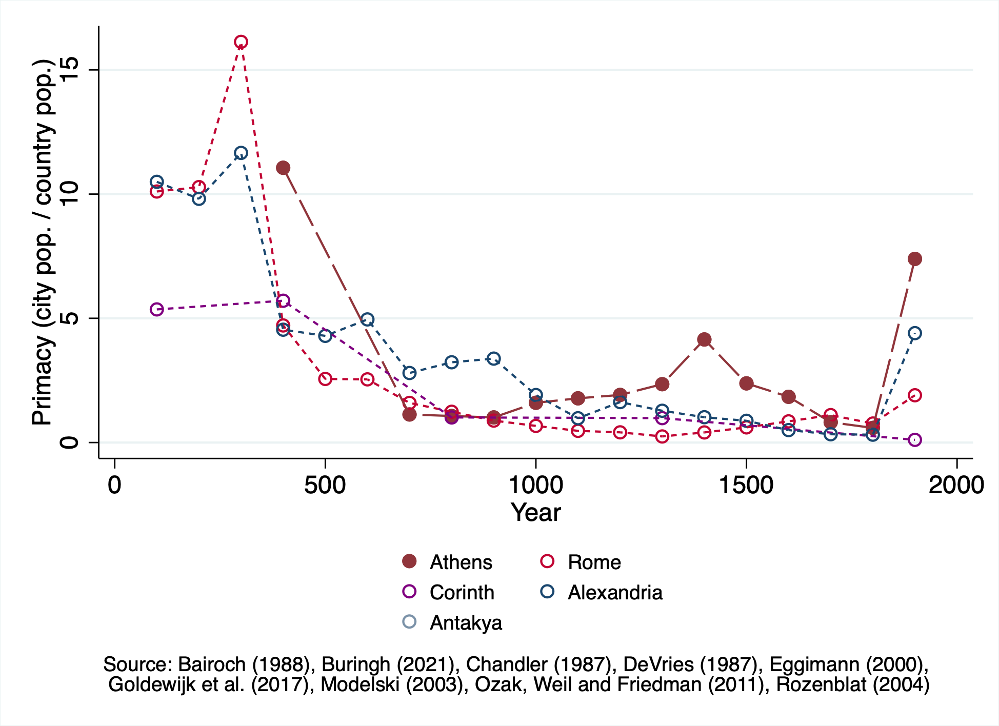 Primacy (city pop. / country pop.)
15
10
5
0
0 500 1000 1500 2000
Year
Athens Rome
Corinth Alexandria
Antakya
Source: Bairoch (1988), Buringh (2021), Chandler (1987), DeVries (1987), Eggimann (2000),
Goldewijk et al. (2017), Modelski (2003), Ozak, Weil and Friedman (2011), Rozenblat (2004)